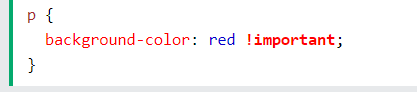 p {
  background-color: red !important;
}